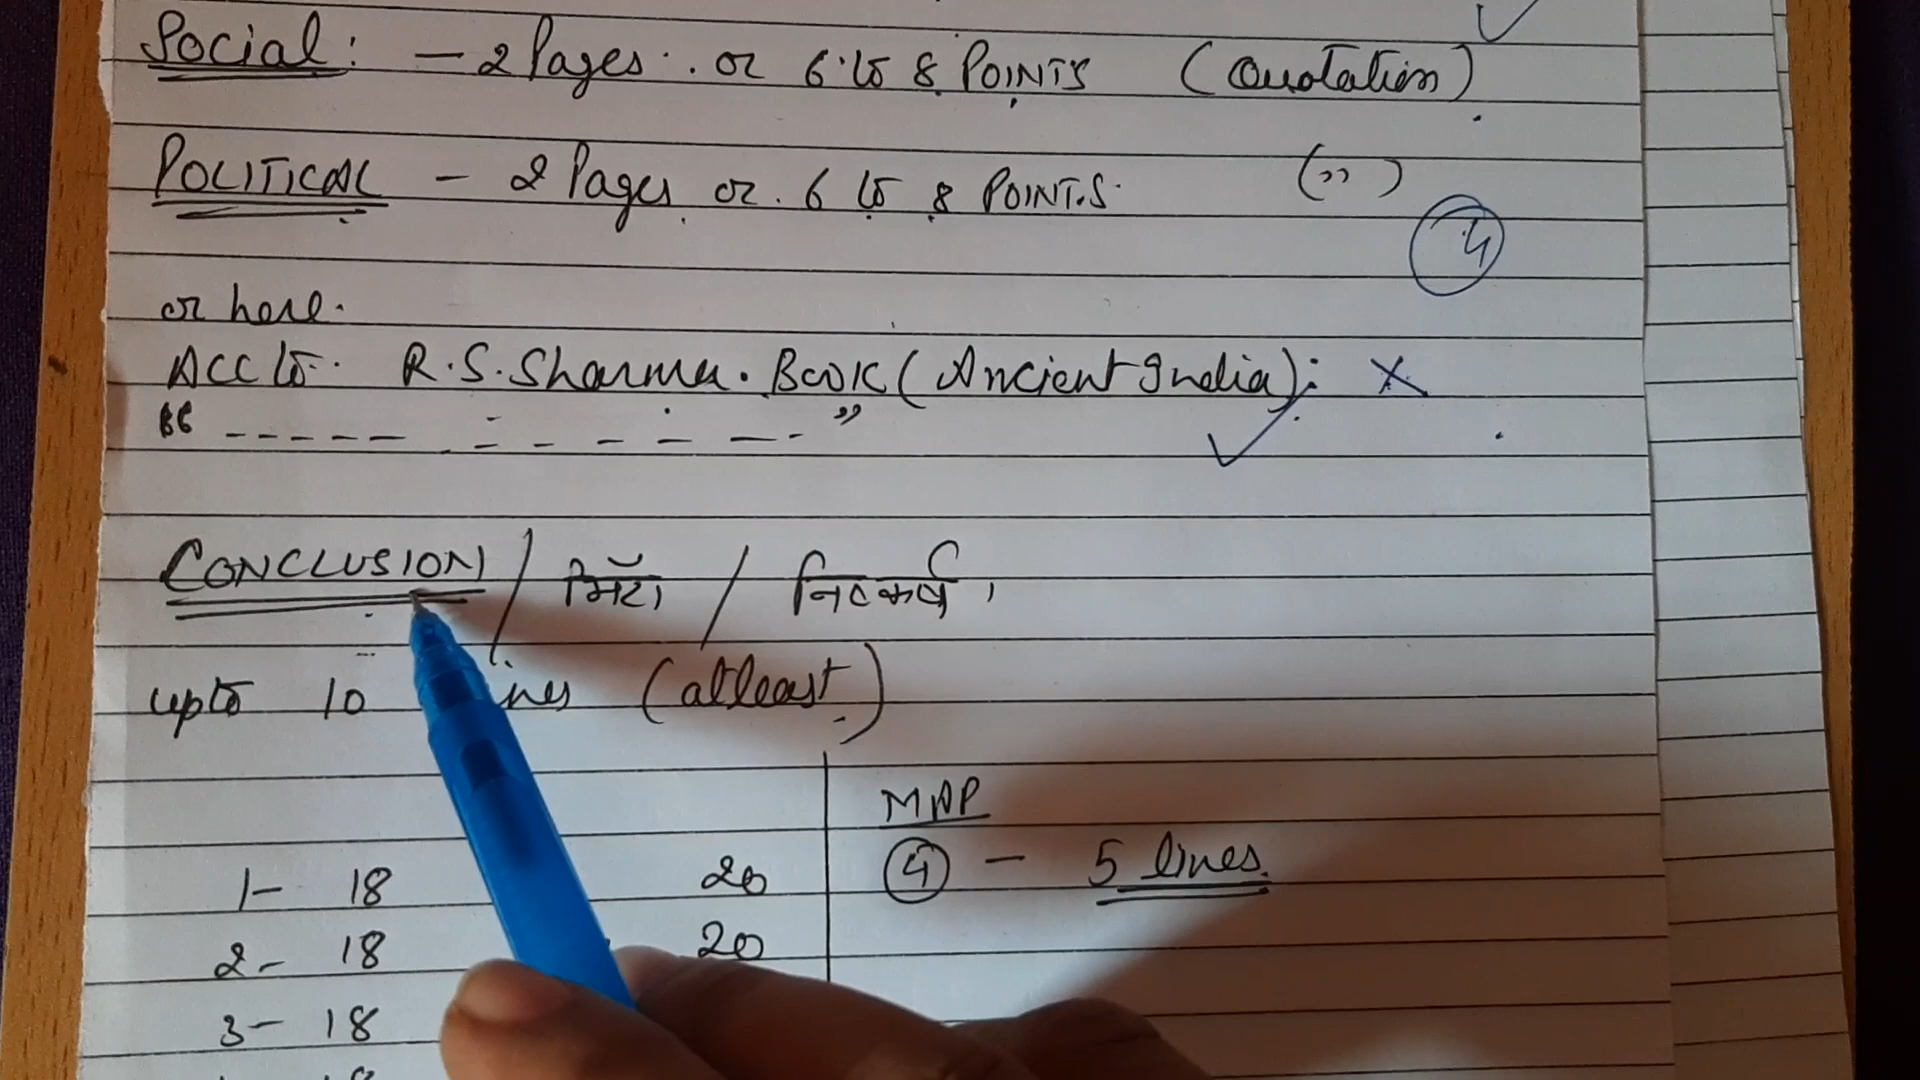 Social: - 2 Pages. or 6 to 8 POINTS (Quotation)
POLITICAL - 2 Pages or. 6 to 8 POINTS. (")
4
or here.
ACC to. R.S. Sharma. Book (Ancient India): X
" ----- - - - - - - "
CONCLUSION / / निष्कर्ष,
upto 10 (atleast)
MAP
1- 18 20 4 - 5 lines.
2- 18 20
3- 18